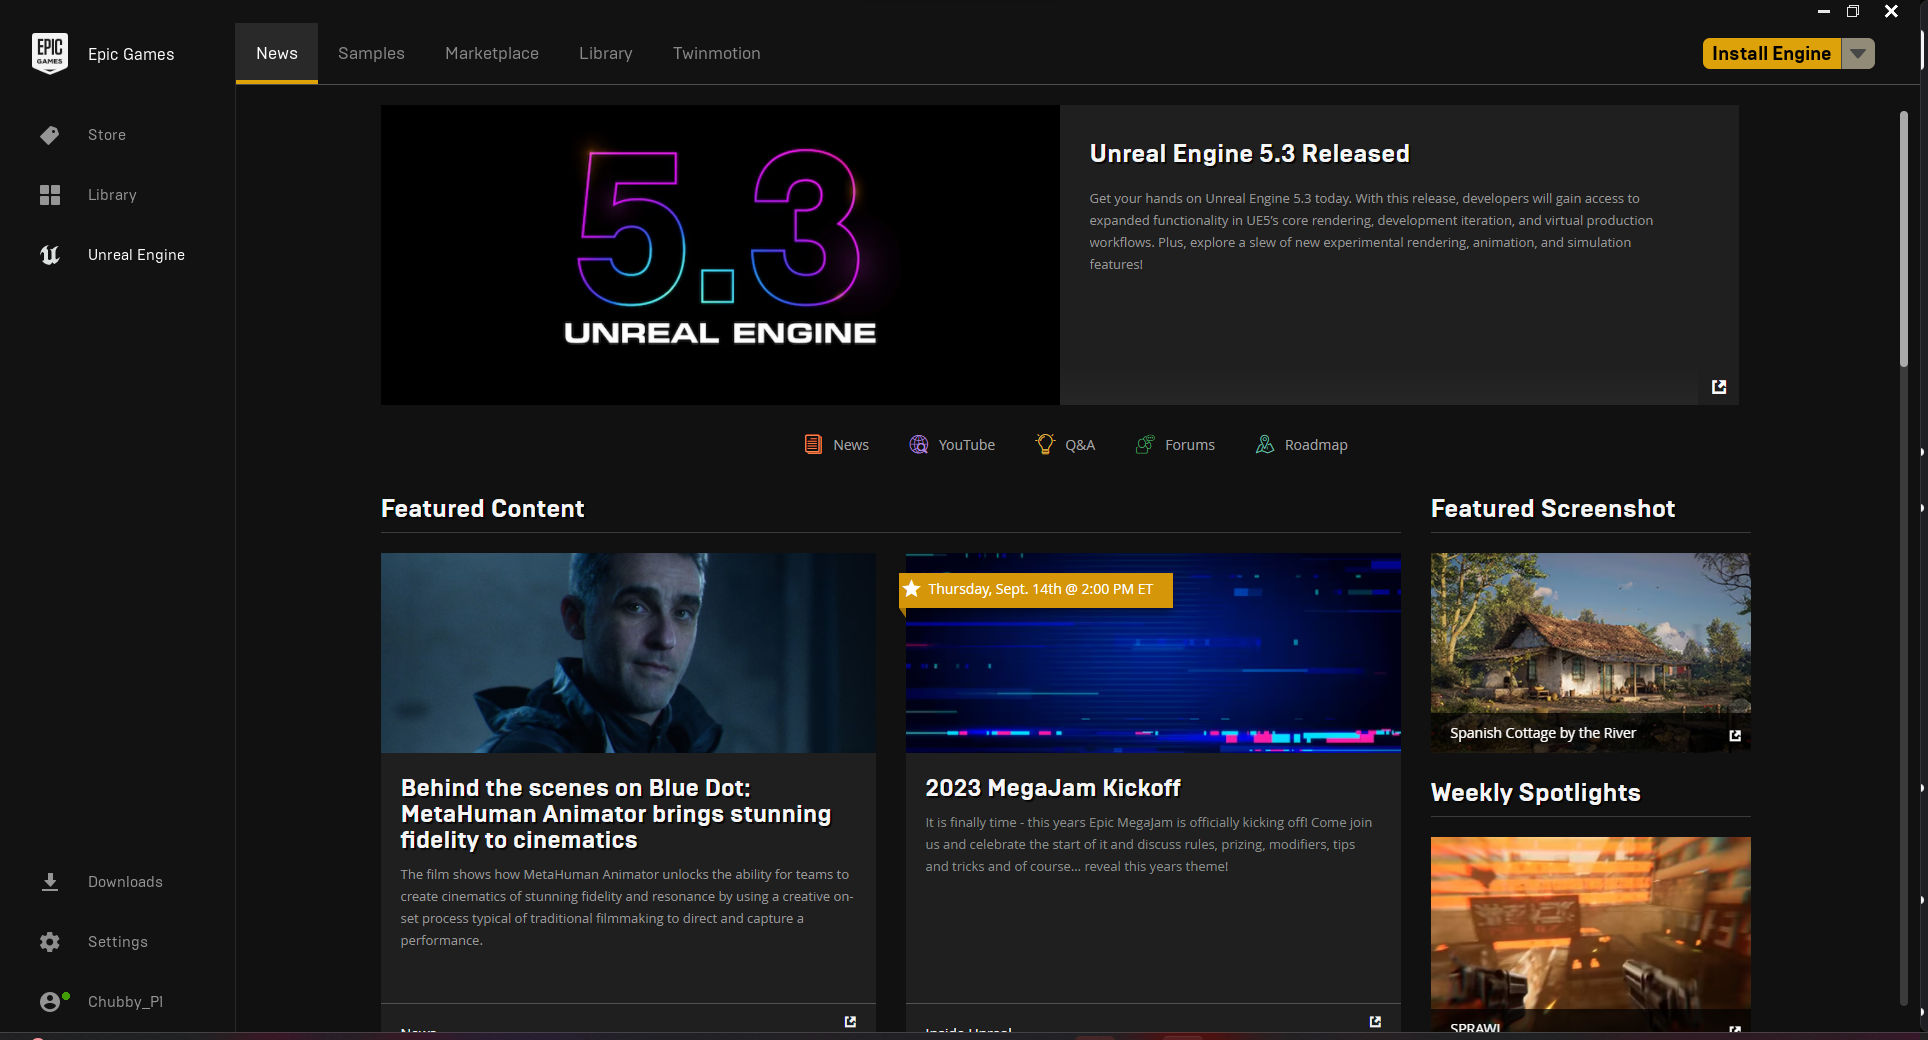 EPIC
GAMES
Epic Games
News
Samples
Marketplace
Library
Twinmotion
Install Engine
Store
Library
Unreal Engine
5.3
UNREAL ENGINE
Unreal Engine 5.3 Released
Get your hands on Unreal Engine 5.3 today. With this release, developers will gain access to
expanded functionality in UE5's core rendering, development iteration, and virtual production
workflows. Plus, explore a slew of new experimental rendering, animation, and simulation
features!
News
YouTube
Q&A
Forums
Roadmap
Featured Content
Behind the scenes on Blue Dot:
MetaHuman Animator brings stunning
fidelity to cinematics
The film shows how MetaHuman Animator unlocks the ability for teams to
create cinematics of stunning fidelity and resonance by using a creative on-
set process typical of traditional filmmaking to direct and capture a
performance.
News
Thursday, Sept. 14th @ 2:00 PM ET
2023 MegaJam Kickoff
It is finally time - this years Epic MegaJam is officially kicking off! Come join
us and celebrate the start of it and discuss rules, prizing, modifiers, tips
and tricks and of course... reveal this years theme!
Inside Unreal
Featured Screenshot
Spanish Cottage by the River
Weekly Spotlights
SPRAWL
Downloads
Settings
Chubby_PI